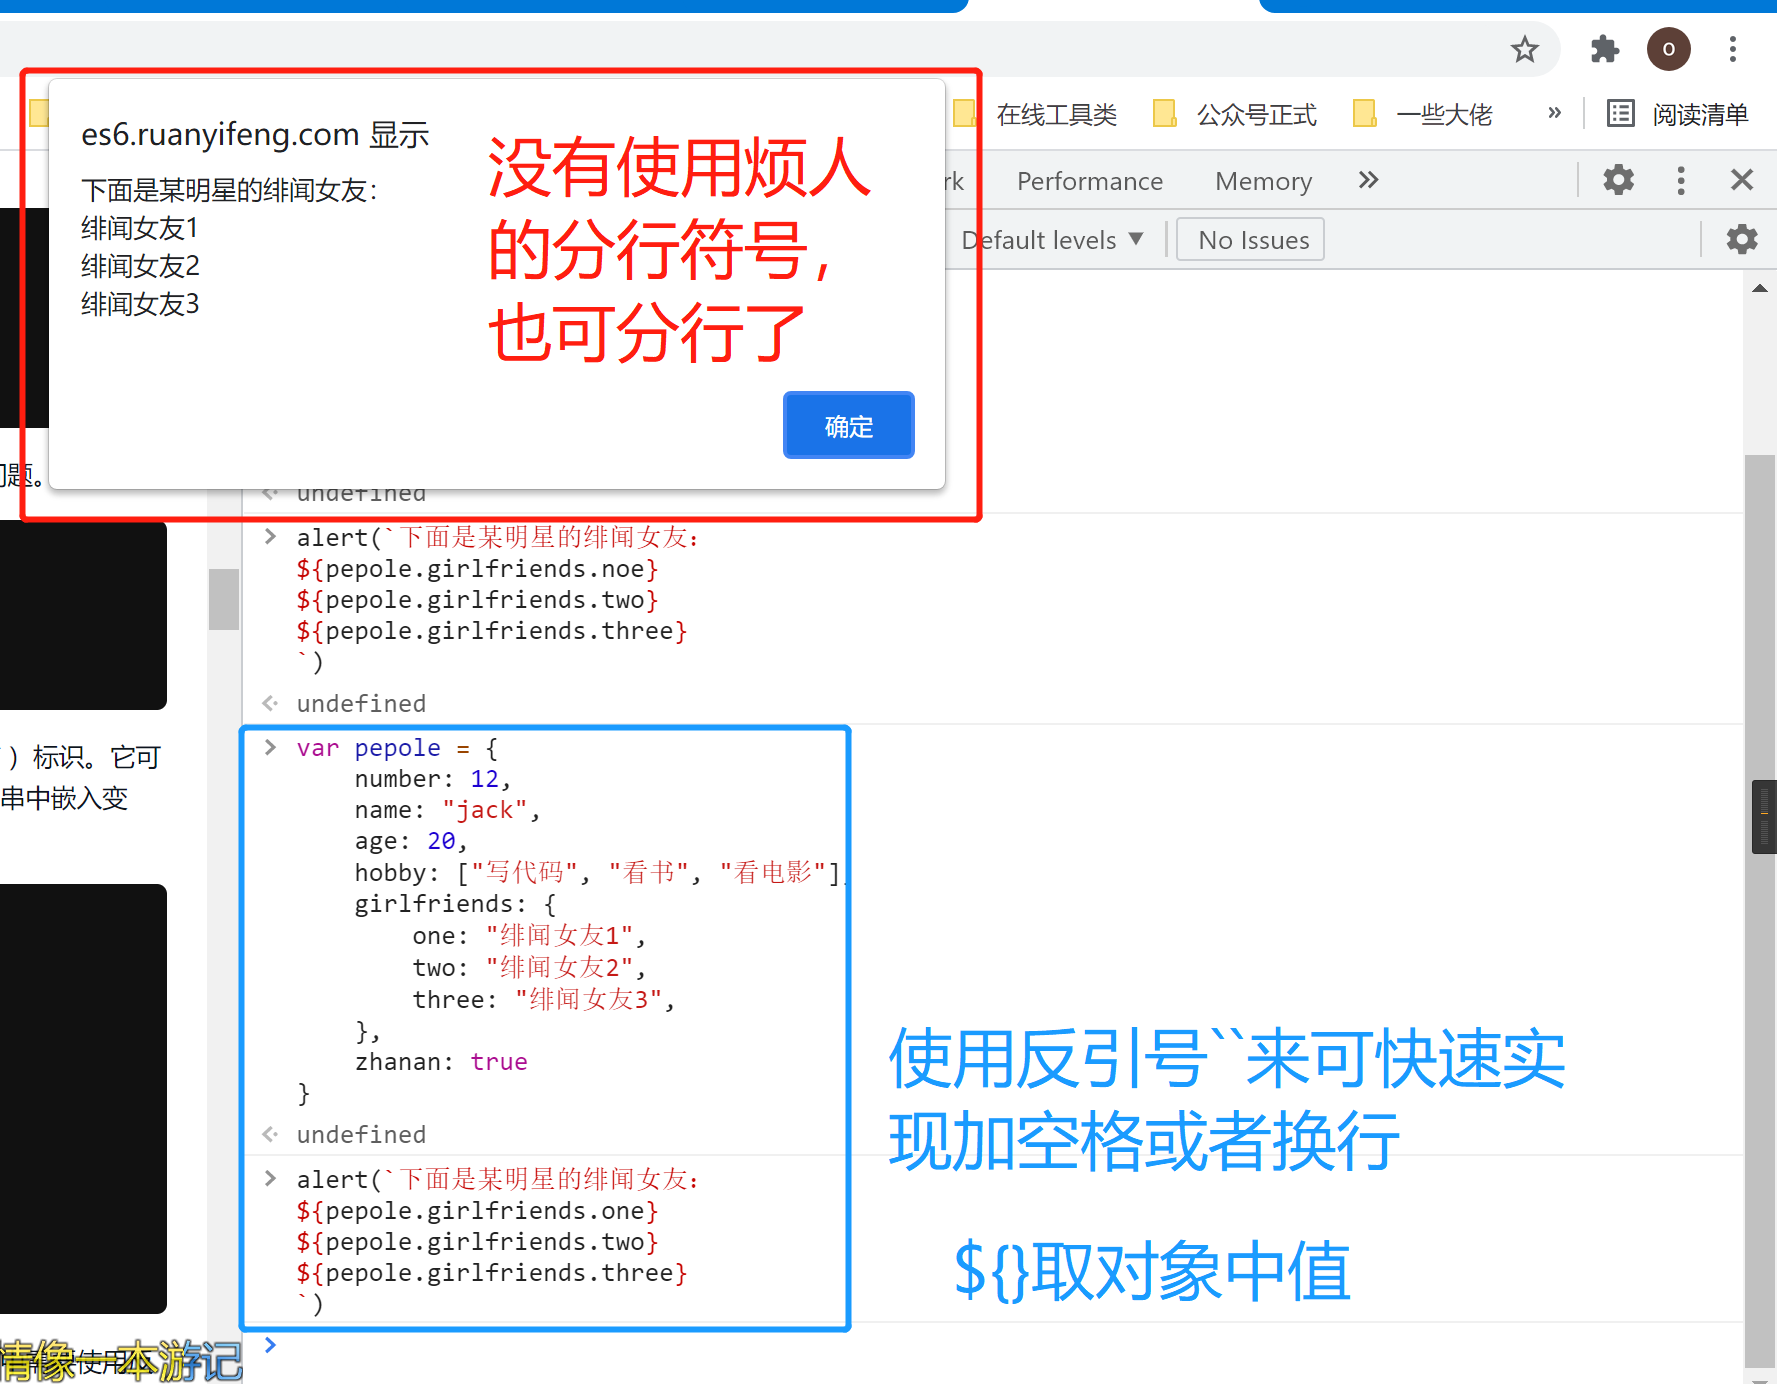 O
在线工具类
公众号正式
一些大佬
»
阅读清单
es6.ruanyifeng.com 显示
下面是某明星的绯闻女友：
绯闻女友1
绯闻女友2
绯闻女友3
没有使用烦人
的分行符号，
也可分行了
确定
rk Performance Memory »
Default levels ▼ No Issues
问题。
undefined
alert(`下面是某明星的绯闻女友：
${pepole.girlfriends.noe}
${pepole.girlfriends.two}
${pepole.girlfriends.three}
`)
undefined
）标识。它可
串中嵌入变
var pepole = {
number: 12,
name: "jack",
age: 20,
hobby: ["写代码", "看书", "看电影"],
girlfriends: {
one: "绯闻女友1",
two: "绯闻女友2",
three: "绯闻女友3",
},
zhanan: true
}
undefined
alert(`下面是某明星的绯闻女友：
${pepole.girlfriends.one}
${pepole.girlfriends.two}
${pepole.girlfriends.three}
`)
使用反引号``来可快速实
现加空格或者换行
${}取对象中值
情像一本游记